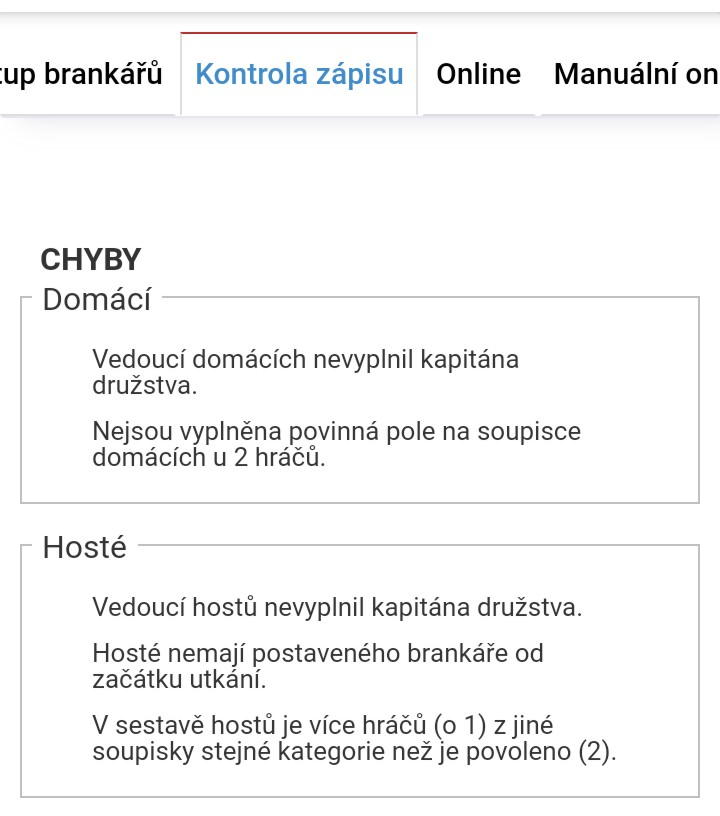 tup brankářů Kontrola zápisu Online Manuální on
CHYBY
Domácí
Vedoucí domácích nevyplnil kapitána
družstva.
Nejsou vyplněna povinná pole na soupisce
domácích u 2 hráčů.
Hosté
Vedoucí hostů nevyplnil kapitána družstva.
Hosté nemají postaveného brankáře od
začátku utkání.
V sestavě hostů je více hráčů (o 1) z jiné
soupisky stejné kategorie než je povoleno (2).